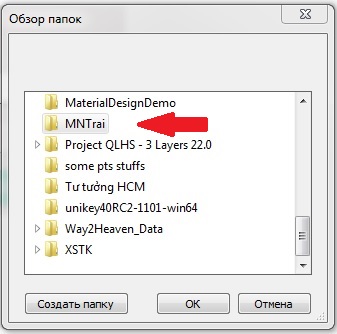 Обзор папок
MaterialDesignDemo
MNTrai
Project QLHS - 3 Layers 22.0
some pts stuffs
Tư tưởng HCM
unikey40RC2-1101-win64
Way2Heaven_Data
XSTK
Создать папку
ОК
Отмена